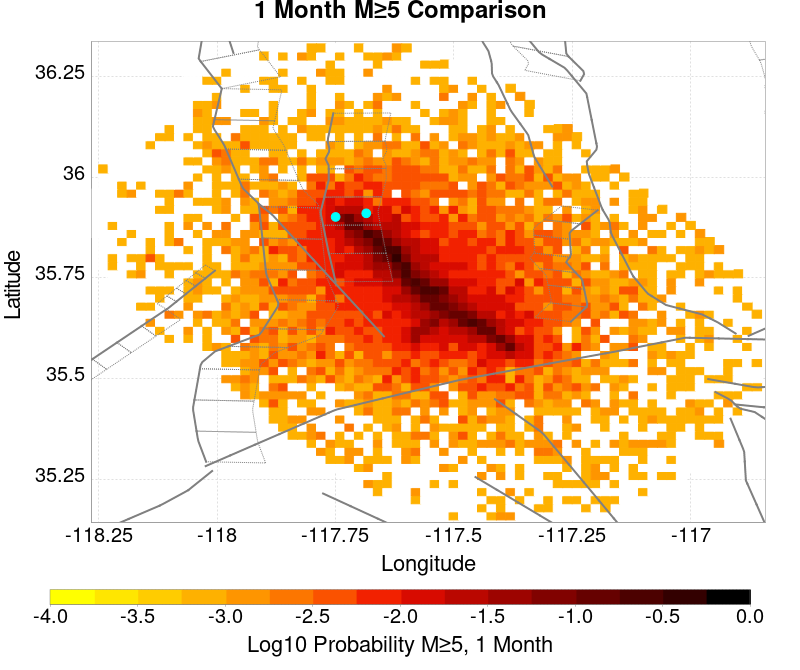 1 Month M≥5 Comparison
36.25
36
35.75
35.5
35.25
Latitude
-118.25 -118 -117.75 -117.5 -117.25 -117
Longitude
-4.0 -3.5 -3.0 -2.5 -2.0 -1.5 -1.0 -0.5 0.0
Log10 Probability M≥5, 1 Month